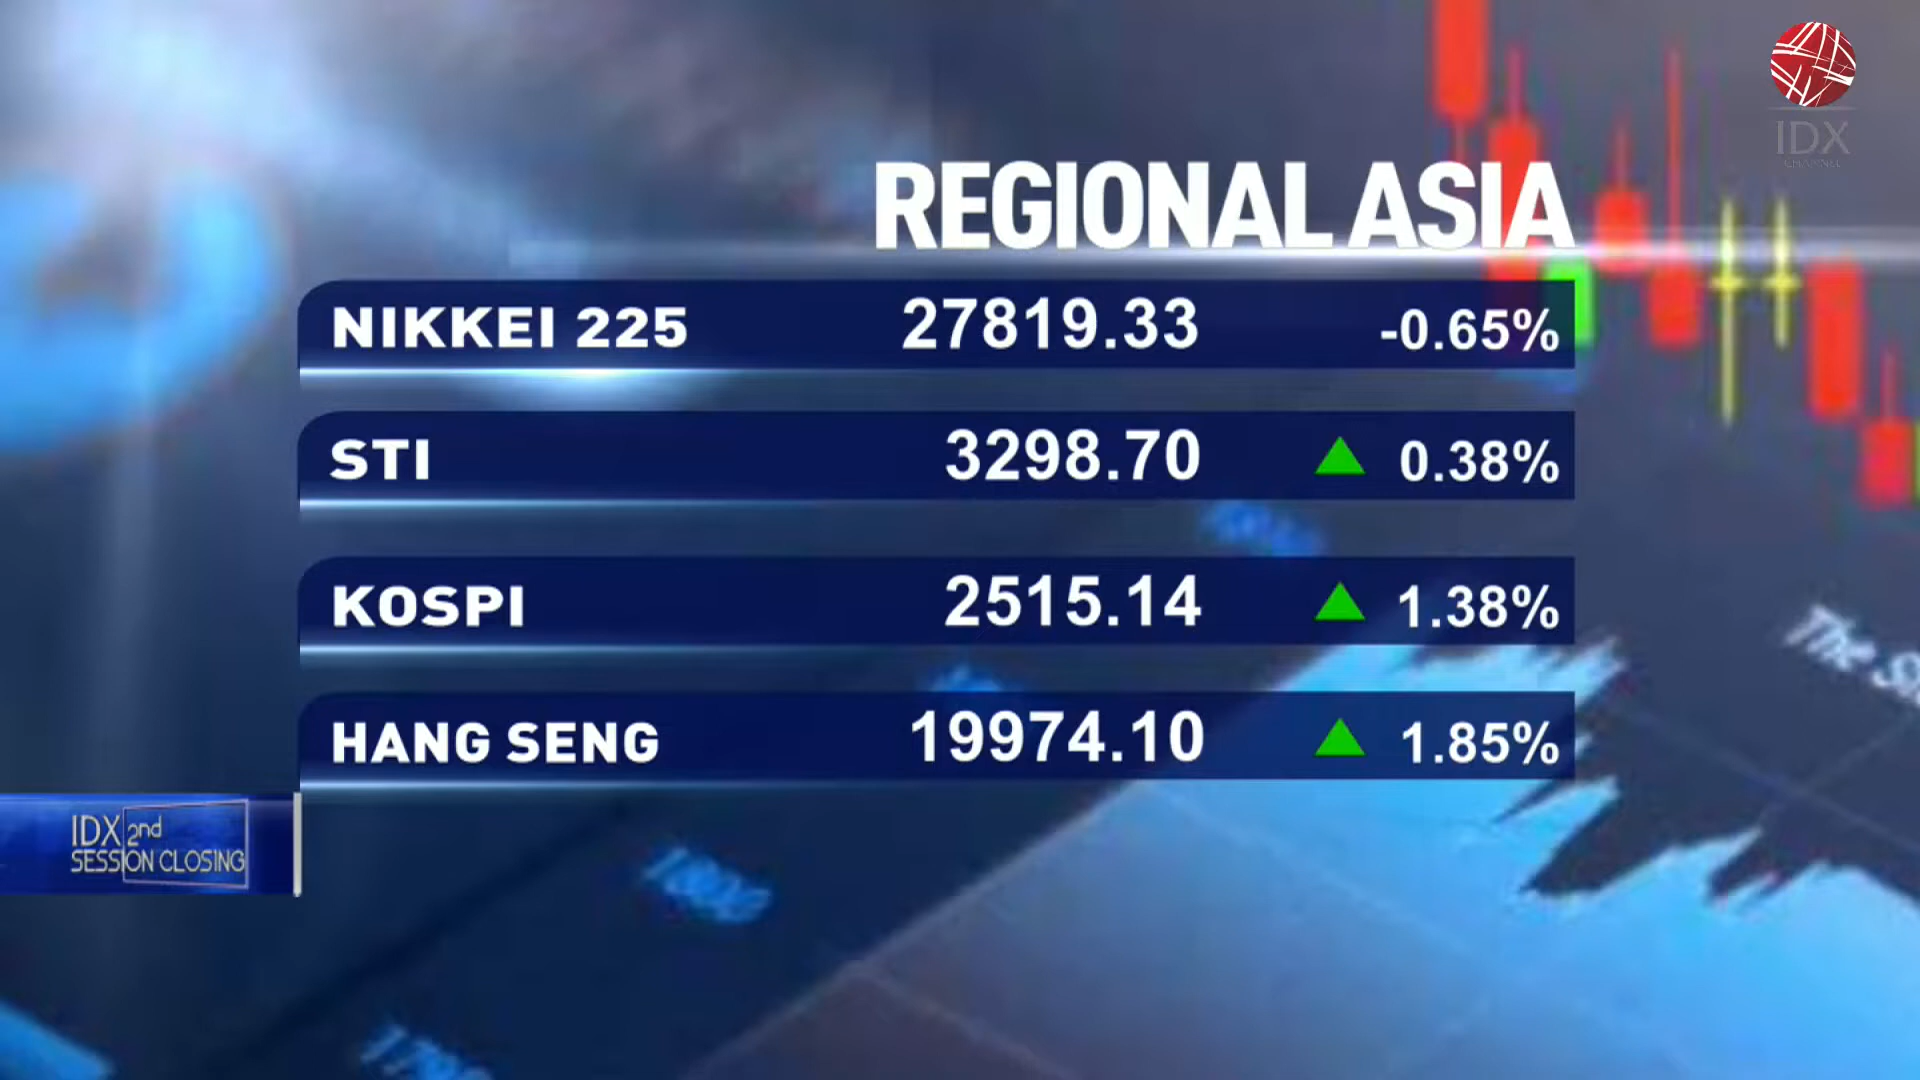 IDX
CHANNEL
REGIONAL ASIA
NIKKEI 225 27819.33 -0.65%
STI 3298.70 0.38%
KOSPI 2515.14 1.38%
HANG SENG 19974.10 1.85%
IDX 2nd
SESSION CLOSING